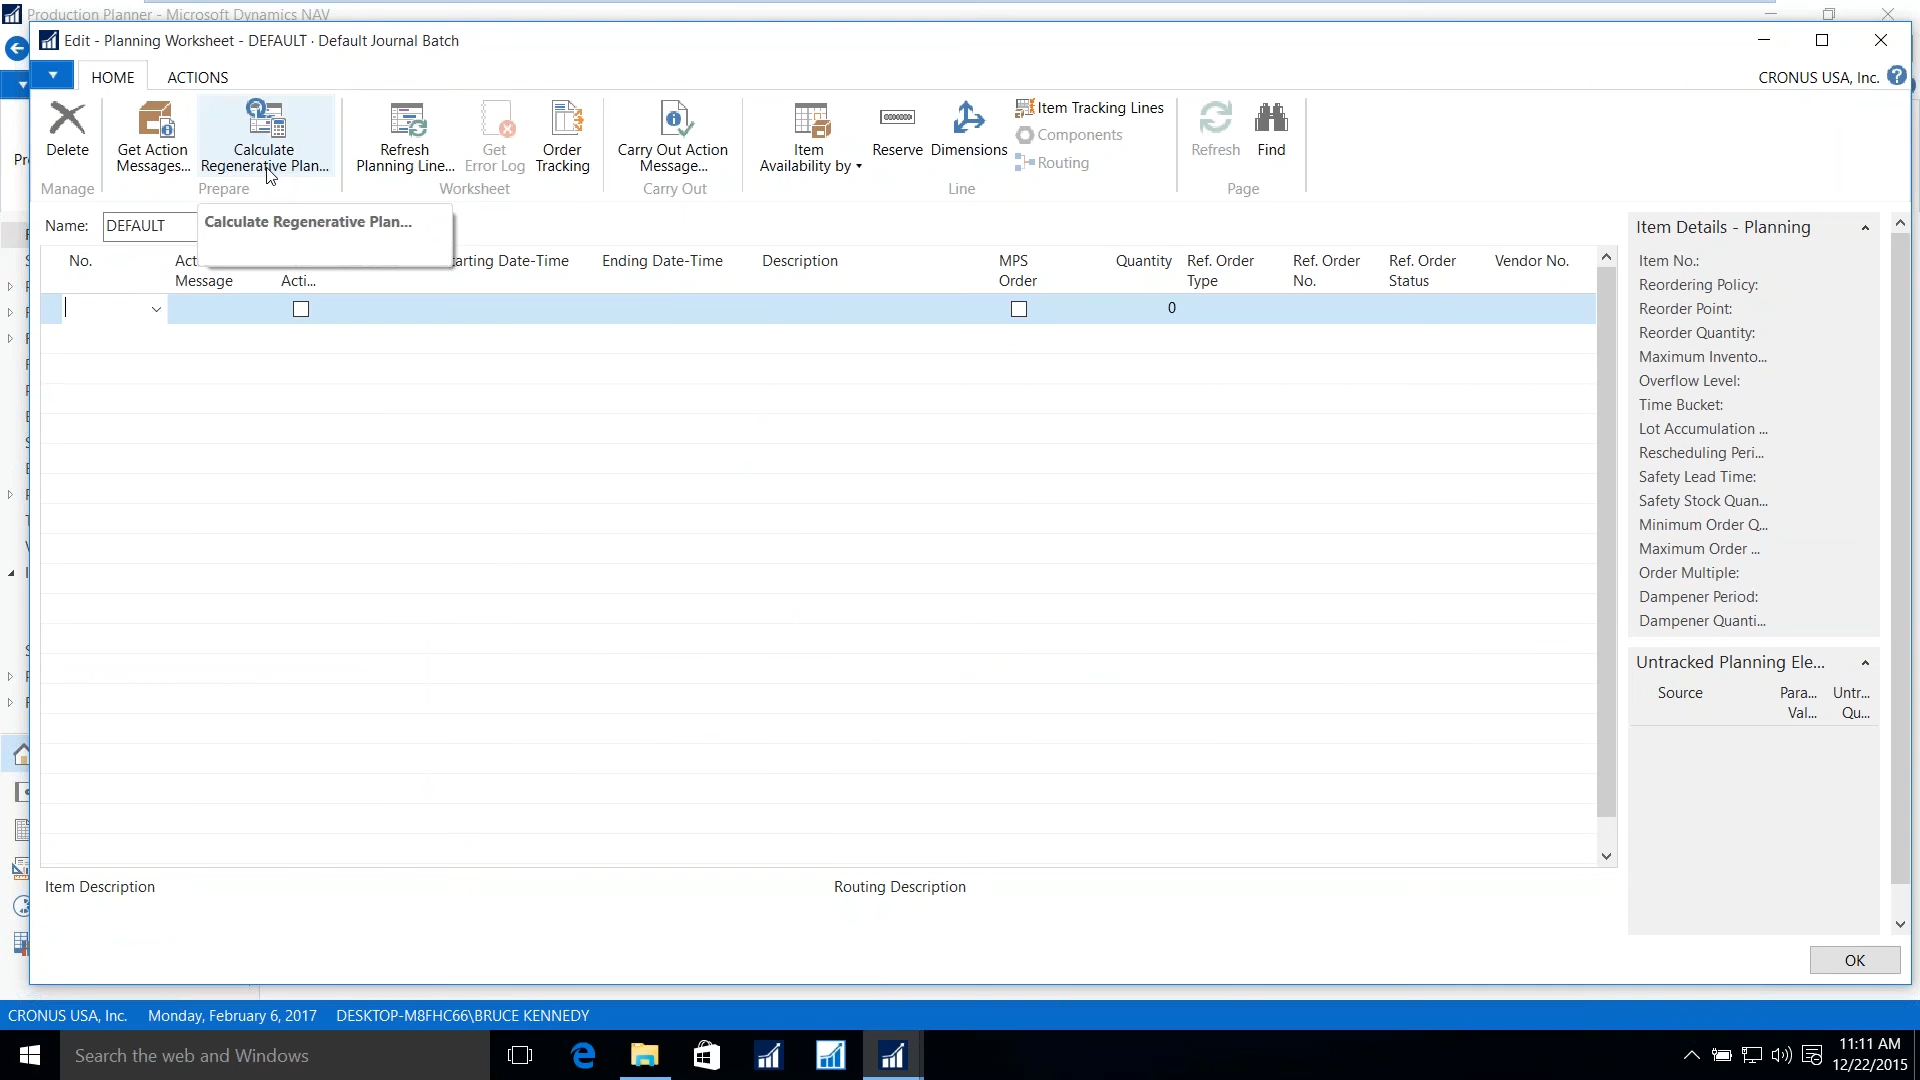 Production Planner - Microsoft Dynamics NAV
Edit - Planning Worksheet - DEFAULT · Default Journal Batch
HOME
ACTIONS
CRONUS USA, Inc.
Delete
Get Action
Messages...
Calculate
Regenerative Plan...
Refresh
Planning Line...
Get
Error Log
Order
Tracking
Carry Out Action
Message...
Item
Availability by
Reserve
Dimensions
Item Tracking Lines
Components
Routing
Refresh
Find
Manage
Prepare
Worksheet
Carry Out
Line
Page
Name:
DEFAULT
Calculate Regenerative Plan...
No.
Message
Acti...
Ending Date-Time
Description
MPS
Order
Quantity
Ref. Order
Type
Ref. Order
No.
Ref. Order
Status
Vendor No.
0
Item Details - Planning
Item No.:
Reordering Policy:
Reorder Point:
Reorder Quantity:
Maximum Invento...
Overflow Level:
Time Bucket:
Lot Accumulation ...
Rescheduling Peri...
Safety Lead Time:
Safety Stock Quan...
Minimum Order Q...
Maximum Order ...
Order Multiple:
Dampener Period:
Dampener Quanti...
Untracked Planning Ele...
Source
Para...
Val...
Untr...
Qu...
Item Description
Routing Description
OK
CRONUS USA, Inc.
Monday, February 6, 2017
DESKTOP-M8FHC66\BRUCE KENNEDY
Search the web and Windows
11:11 AM
12/22/2015